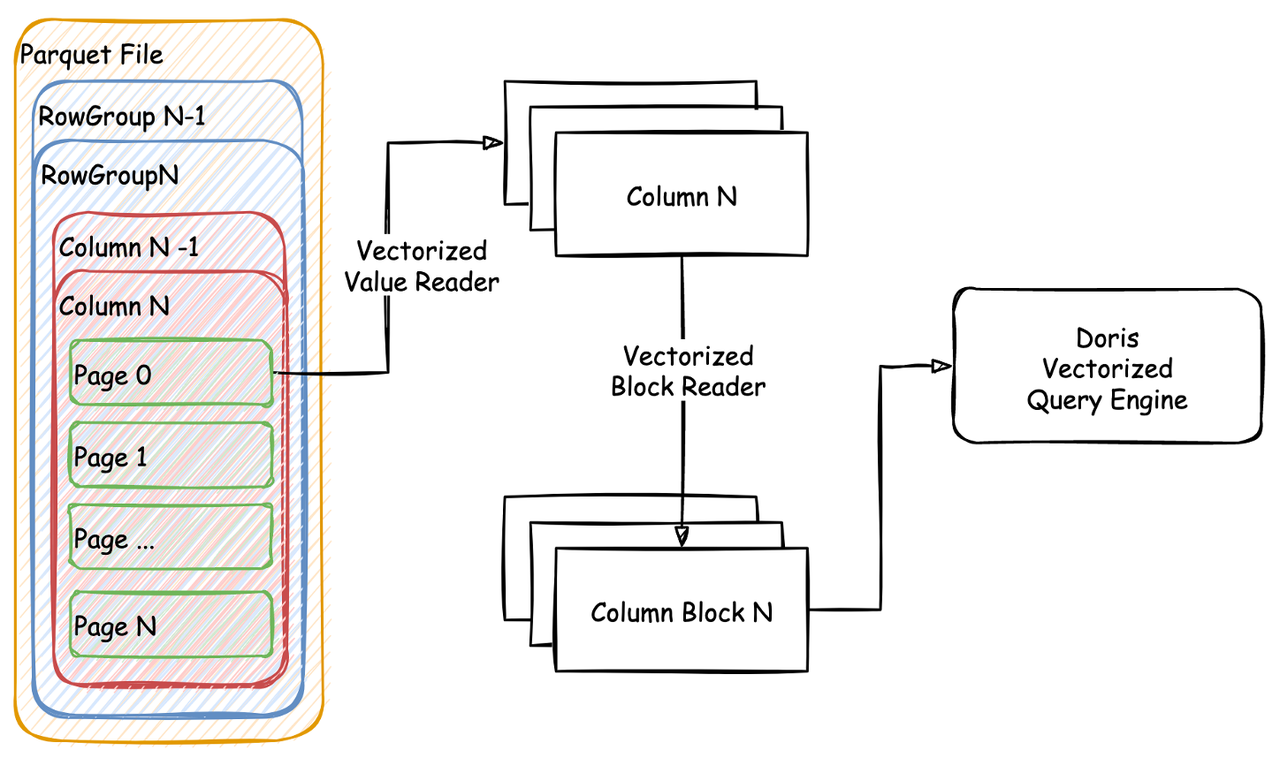 Parquet File
RowGroup N-1
RowGroupN
Column N -1
Column N
Page 0
Page 1
Page ...
Page N
Vectorized
Value Reader
Column N
Vectorized
Block Reader
Column Block N
Doris
Vectorized
Query Engine